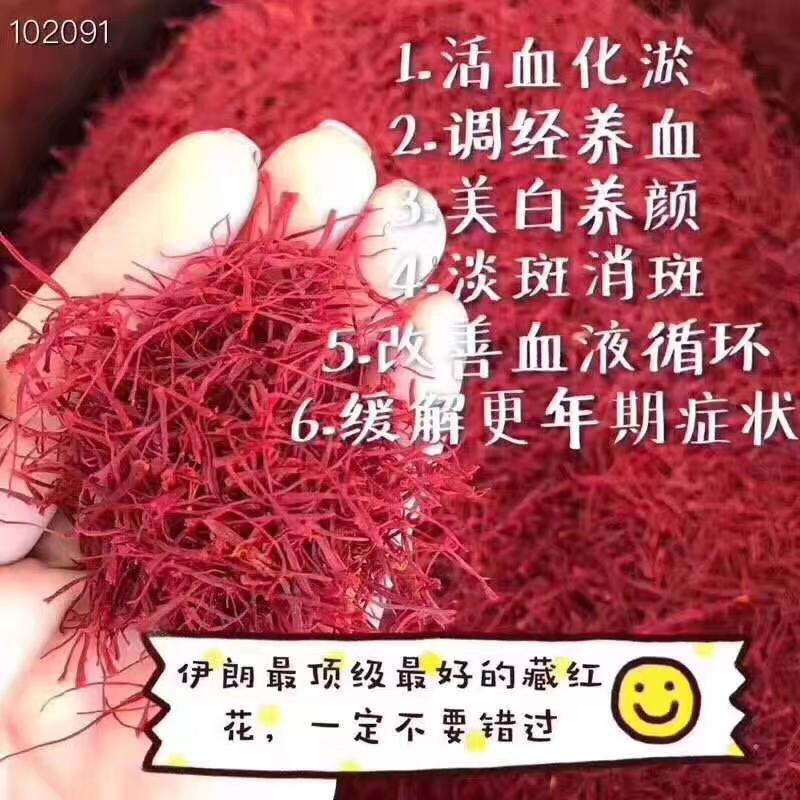 102091
1.活血化淤
2.调经养血
3.美白养颜
4.淡斑消斑
5.改善血液循环
6.缓解更年期症状
伊朗最顶级最好的藏红
花，一定不要错过